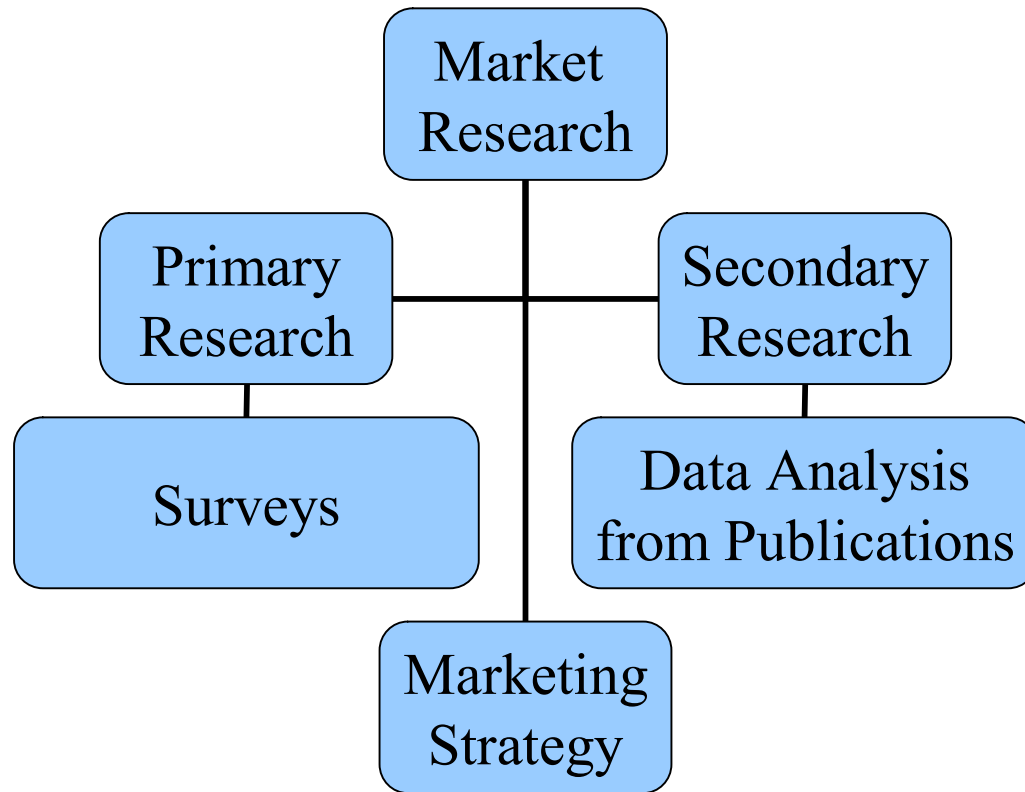 Market
Research
Primary
Research
Secondary
Research
Surveys
Data Analysis
from Publications
Marketing
Strategy